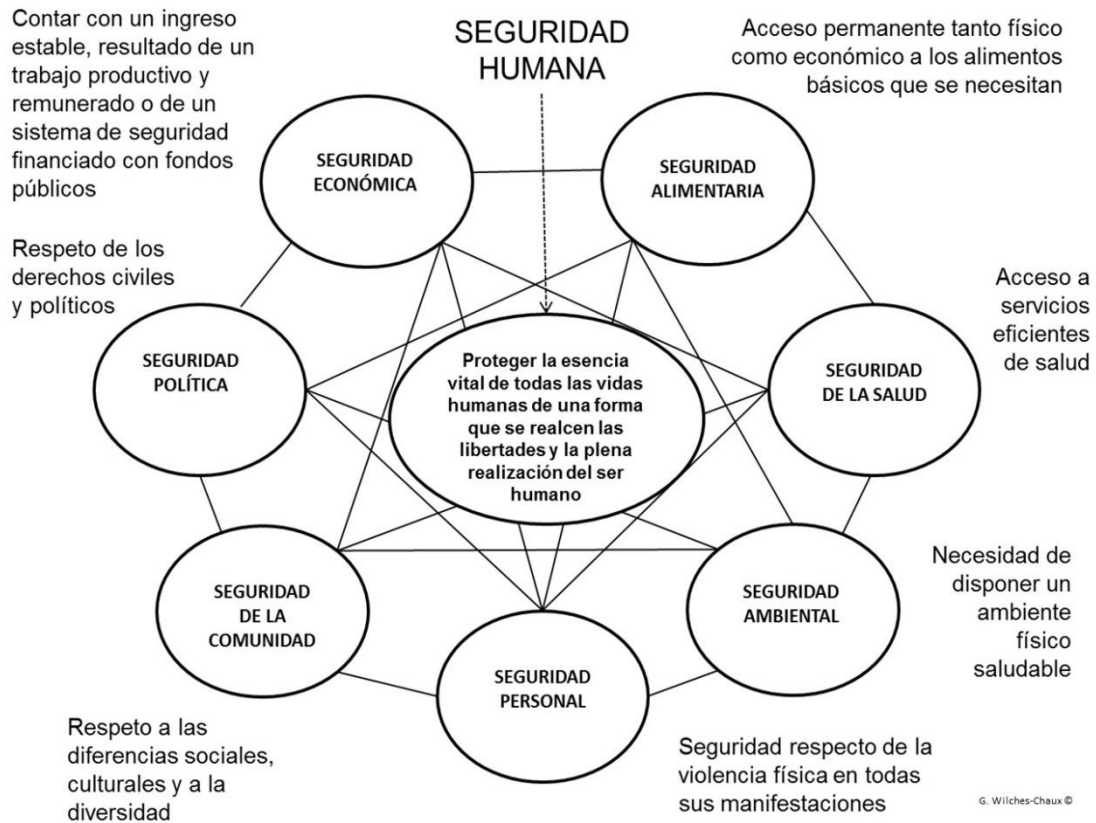 SEGURIDAD
HUMANA
Contar con un ingreso
estable, resultado de un
trabajo productivo y
remunerado o de un
sistema de seguridad
financiado con fondos
públicos
SEGURIDAD
ECONÓMICA
Acceso permanente tanto físico
como económico a los alimentos
básicos que se necesitan
SEGURIDAD
ALIMENTARIA
Respeto de los
derechos civiles
y políticos
SEGURIDAD
POLÍTICA
Proteger la esencia
vital de todas las vidas
humanas de una forma
que se realcen las
libertades y la plena
realización del ser
humano
SEGURIDAD
DE LA SALUD
Acceso a
servicios
eficientes
de salud
SEGURIDAD
DE LA
COMUNIDAD
Respeto a las
diferencias sociales,
culturales y a la
diversidad
SEGURIDAD
PERSONAL
Seguridad respecto de la
violencia física en todas
sus manifestaciones
SEGURIDAD
AMBIENTAL
Necesidad de
disponer un
ambiente
físico
saludable
G. Wilches-Chaux ©